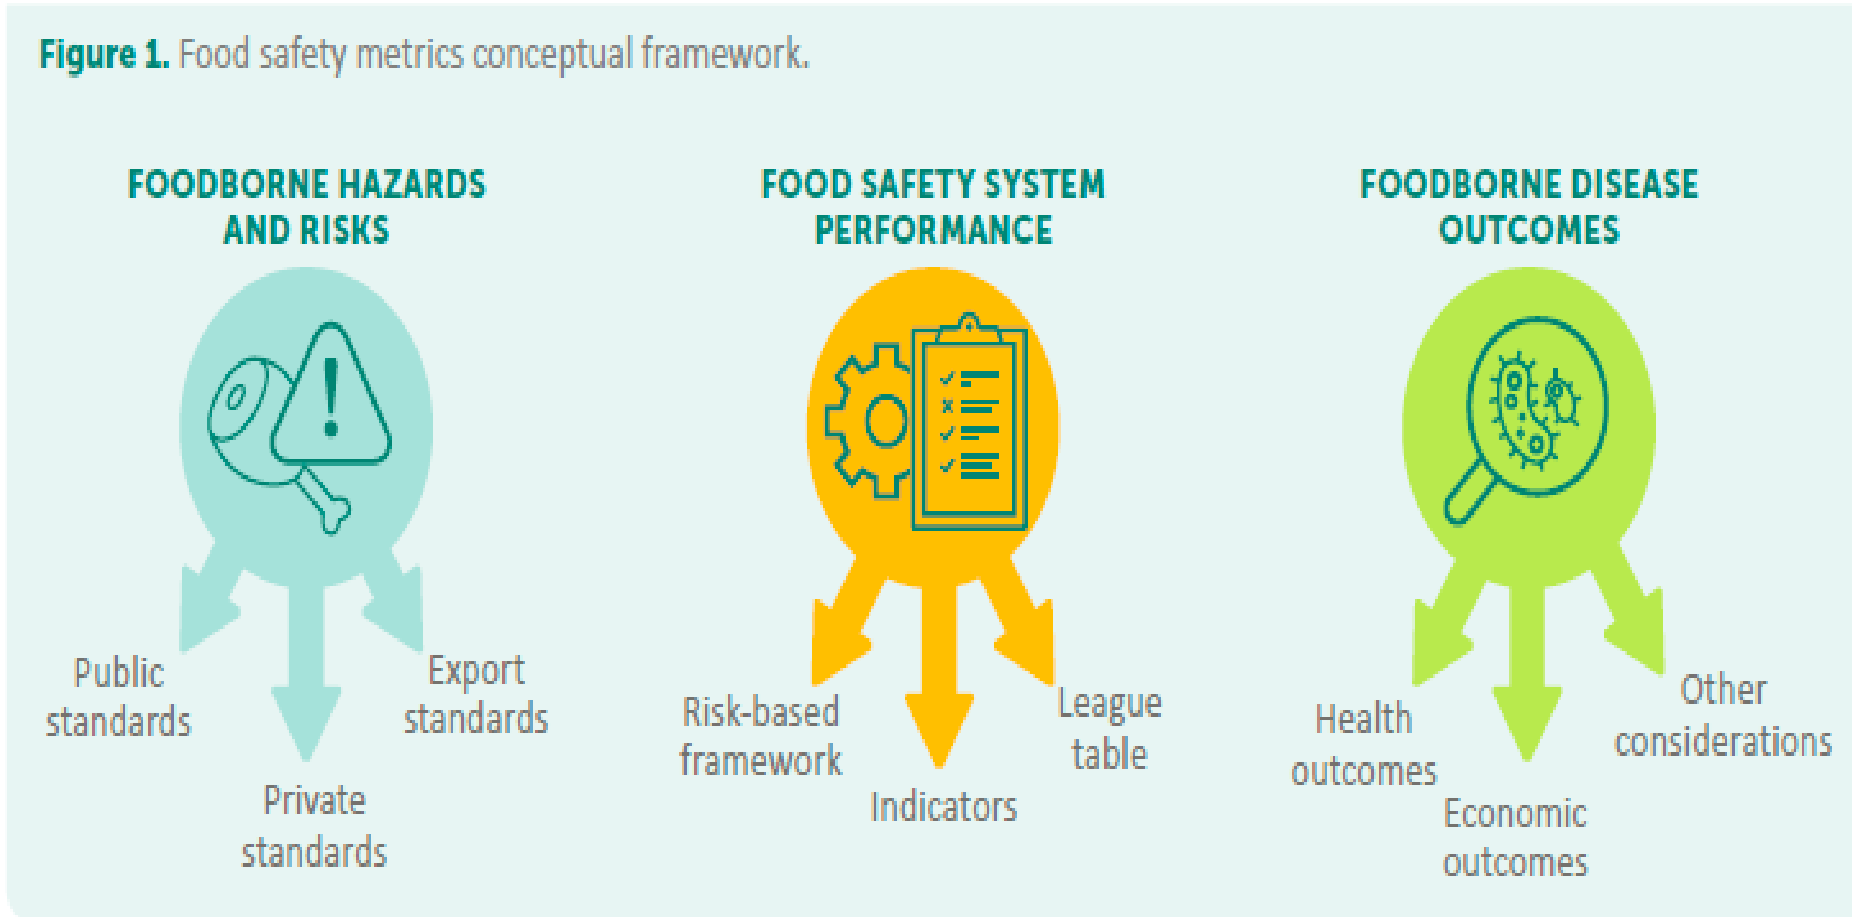 Figure 1. Food safety metrics conceptual framework.
FOODBORNE HAZARDS
AND RISKS
Public
standards
Private
standards
Export
standards
FOOD SAFETY SYSTEM
PERFORMANCE
Risk-based
framework
Indicators
League
table
FOODBORNE DISEASE
OUTCOMES
Health
outcomes
Economic
outcomes
Other
considerations